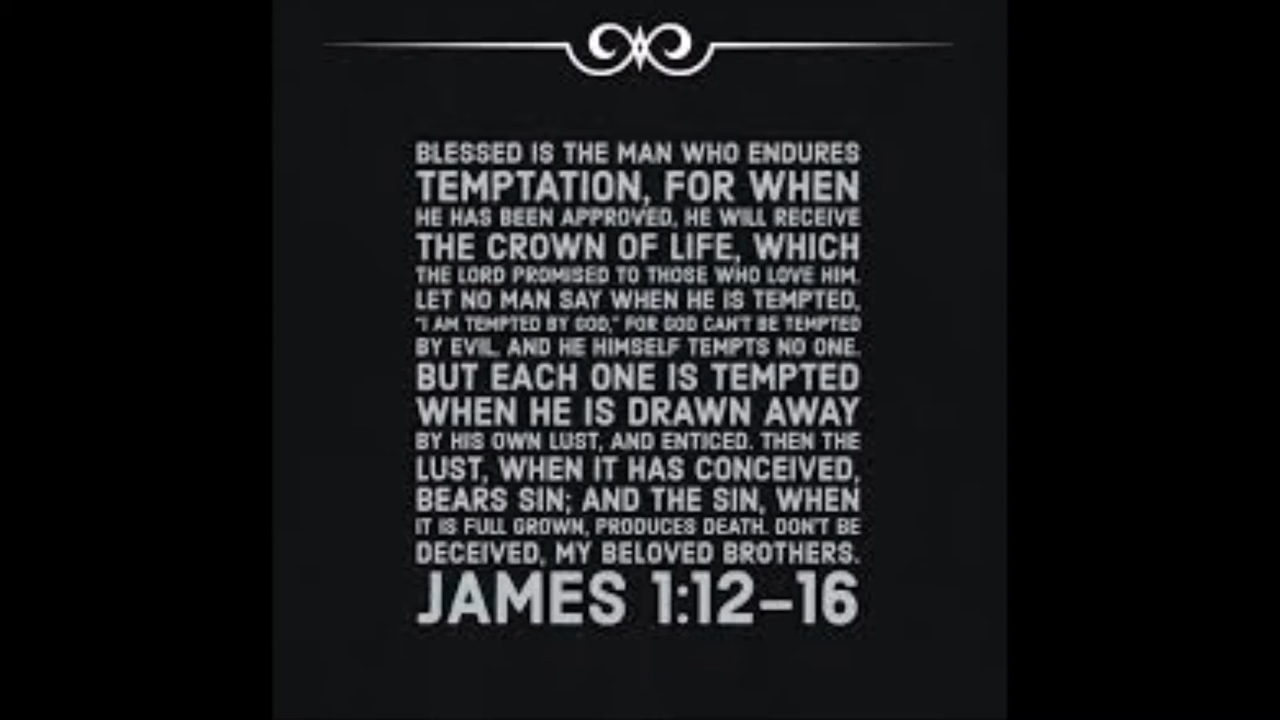 BLESSED IS THE MAN WHO ENDURES
TEMPTATION, FOR WHEN
HE HAS BEEN APPROVED, HE WILL RECEIVE
THE CROWN OF LIFE, WHICH
THE LORD PROMISED TO THOSE WHO LOVE HIM.
LET NO MAN SAY WHEN HE IS TEMPTED,
"I AM TEMPTED BY GOD," FOR GOD CAN'T BE TEMPTED
BY EVIL, AND HE HIMSELF TEMPTS NO ONE.
BUT EACH ONE IS TEMPTED
WHEN HE IS DRAWN AWAY
BY HIS OWN LUST, AND ENTICED. THEN THE
LUST, WHEN IT HAS CONCEIVED,
BEARS SIN; AND THE SIN, WHEN
IT IS FULL GROWN, PRODUCES DEATH. DON'T BE
DECEIVED, MY BELOVED BROTHERS.
JAMES 1:12–16